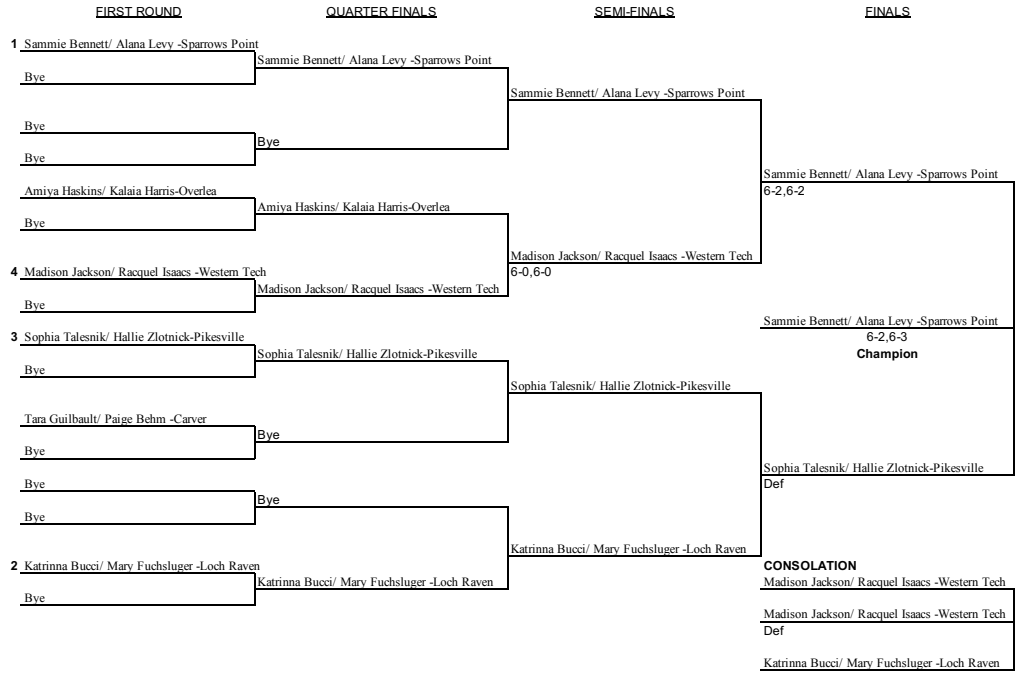 FIRST ROUND QUARTER FINALS SEMI-FINALS FINALS
1 Sammie Bennett/ Alana Levy -Sparrows Point
Sammie Bennett/ Alana Levy -Sparrows Point
Bye
Sammie Bennett/ Alana Levy -Sparrows Point
Bye
Bye
Bye
Sammie Bennett/ Alana Levy -Sparrows Point
6-2,6-2
Amiya Haskins/ Kalaia Harris-Overlea
Amiya Haskins/ Kalaia Harris-Overlea
Bye
Madison Jackson/ Racquel Isaacs -Western Tech
6-0,6-0
4 Madison Jackson/ Racquel Isaacs -Western Tech
Madison Jackson/ Racquel Isaacs -Western Tech
Bye
Sammie Bennett/ Alana Levy -Sparrows Point
6-2,6-3
Champion
3 Sophia Talesnik/ Hallie Zlotnick-Pikesville
Sophia Talesnik/ Hallie Zlotnick-Pikesville
Bye
Sophia Talesnik/ Hallie Zlotnick-Pikesville
Tara Guilbault/ Paige Behm -Carver
Bye
Bye
Sophia Talesnik/ Hallie Zlotnick-Pikesville
Def
Bye
Bye
Bye
Katrinna Bucci/ Mary Fuchsluger -Loch Raven
2 Katrinna Bucci/ Mary Fuchsluger -Loch Raven
Katrinna Bucci/ Mary Fuchsluger -Loch Raven
Bye
CONSOLATION
Madison Jackson/ Racquel Isaacs -Western Tech
Madison Jackson/ Racquel Isaacs -Western Tech
Def
Katrinna Bucci/ Mary Fuchsluger -Loch Raven